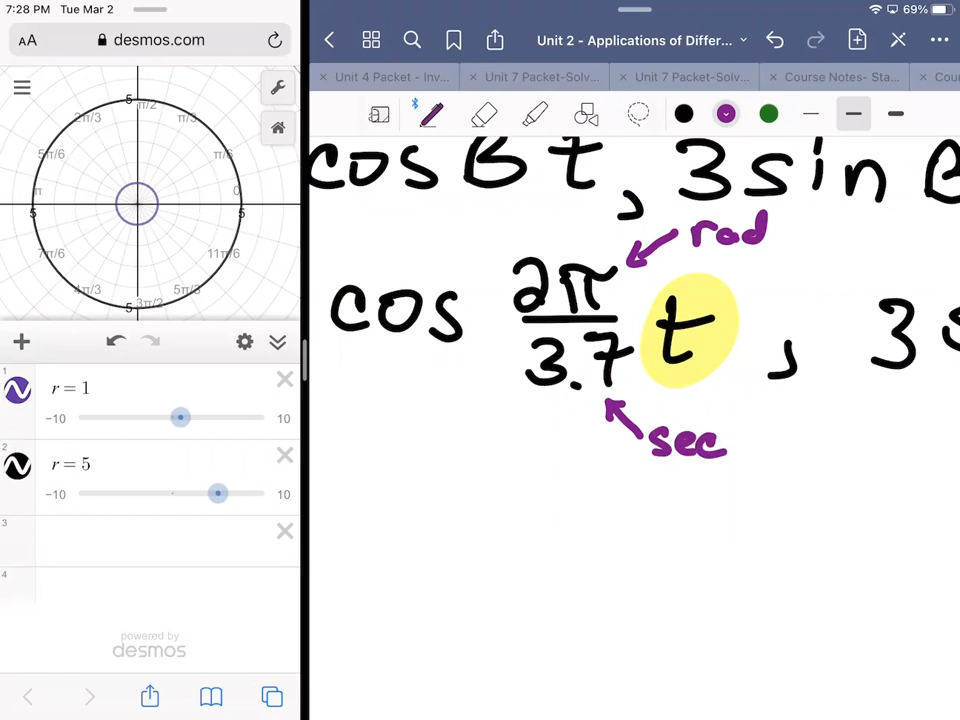 7:28 PM Tue Mar 2
69%
AA desmos.com
Unit 2 - Applications of Differ...
Unit 4 Packet - Inv...
Unit 7 Packet-Solv...
Unit 7 Packet-Solv...
Course Notes- Sta...
Cou
5
π/2
2π/3
π/3
5π/6
π/6
π
0
5
5
7π/6
11π/6
4π/3
5π/3
5
3π/2
1
r = 1
-10
10
2
r = 5
-10
10
3
4
powered by
desmos
cos B t, 3 sin B
rad
cos 2π/3.7 t, 3 s
sec